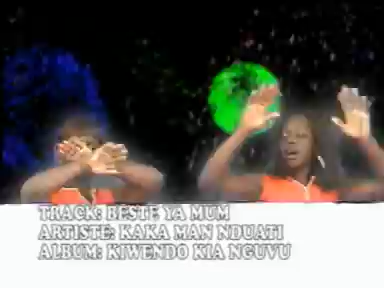 TRACK: BESTE YA MUM
ARTISTE: KAKA MAN NDUATI
ALBUM: KIWENDO KIA NGUVU